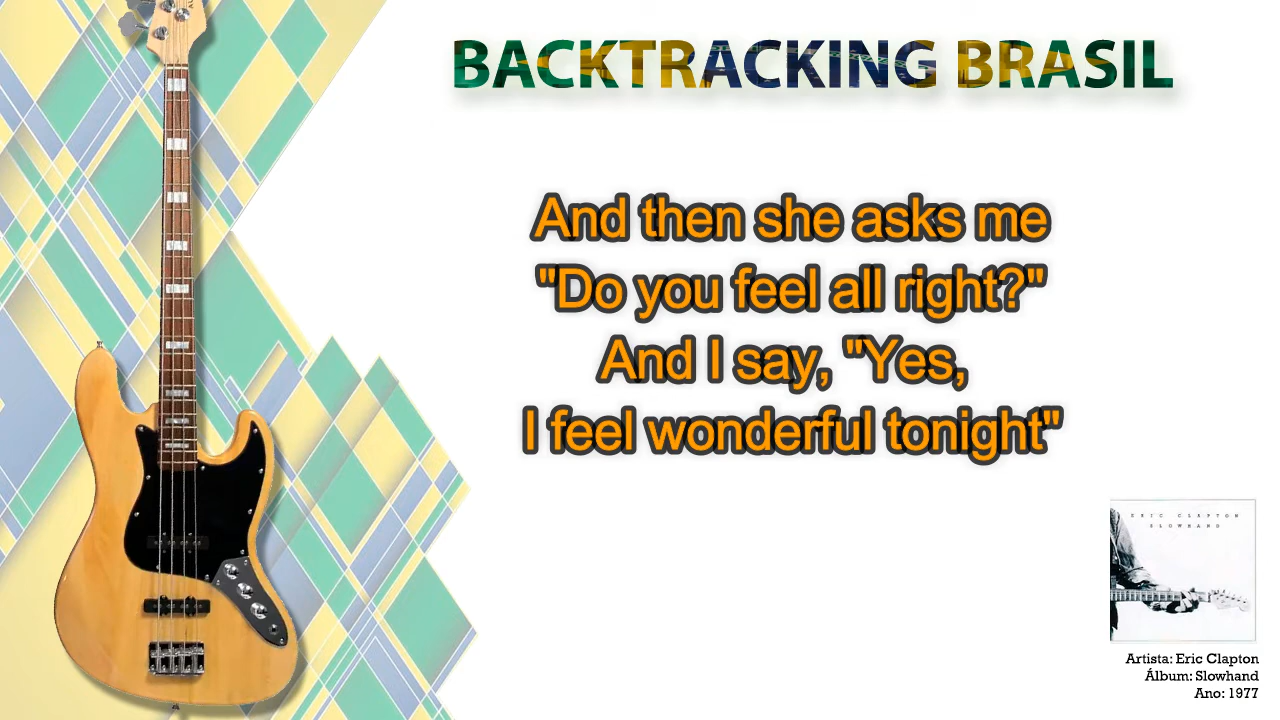 BACKTRACKING BRASIL
And then she asks me
"Do you feel all right?"
And I say, "Yes,
I feel wonderful tonight"
ERIC CLAPTON
SLOWHAND
Artista: Eric Clapton
Álbum: Slowhand
Ano: 1977